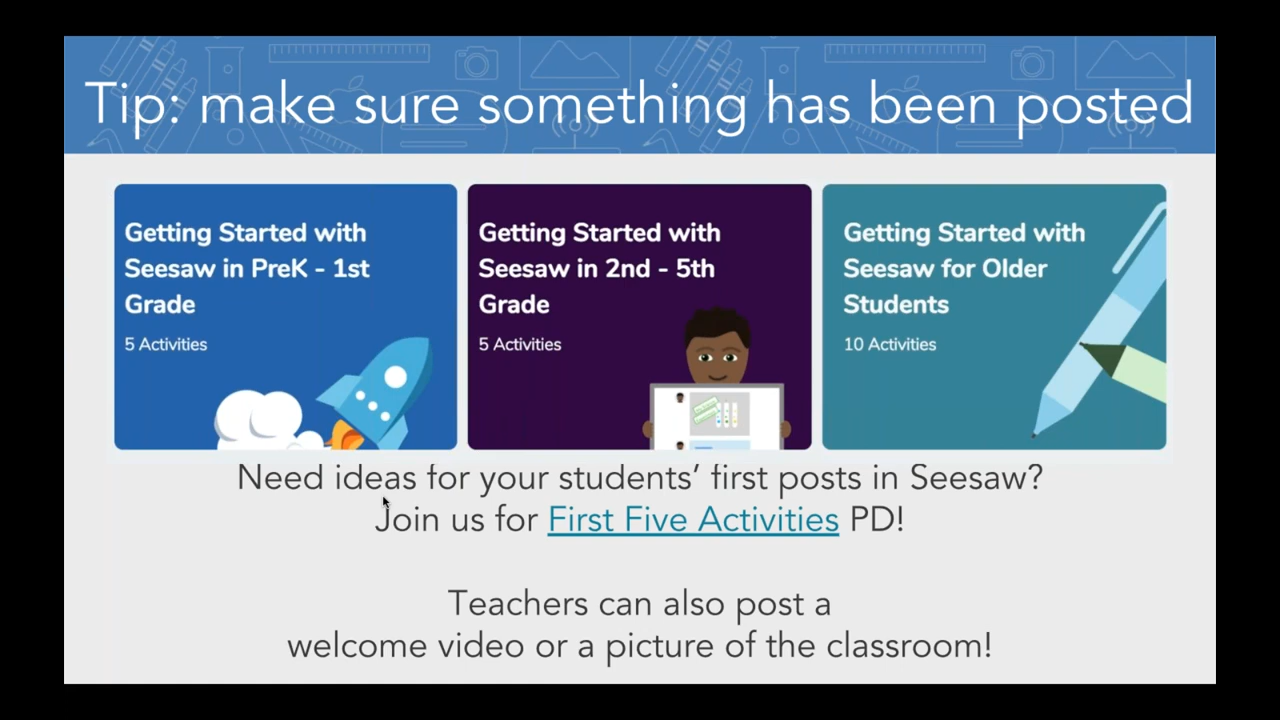 Tip: make sure something has been posted
Getting Started with
Seesaw in PreK - 1st
Grade
5 Activities
Getting Started with
Seesaw in 2nd - 5th
Grade
5 Activities
Getting Started with
Seesaw for Older
Students
10 Activities
Need ideas for your students’ first posts in Seesaw?
Join us for First Five Activities PD!
Teachers can also post a
welcome video or a picture of the classroom!